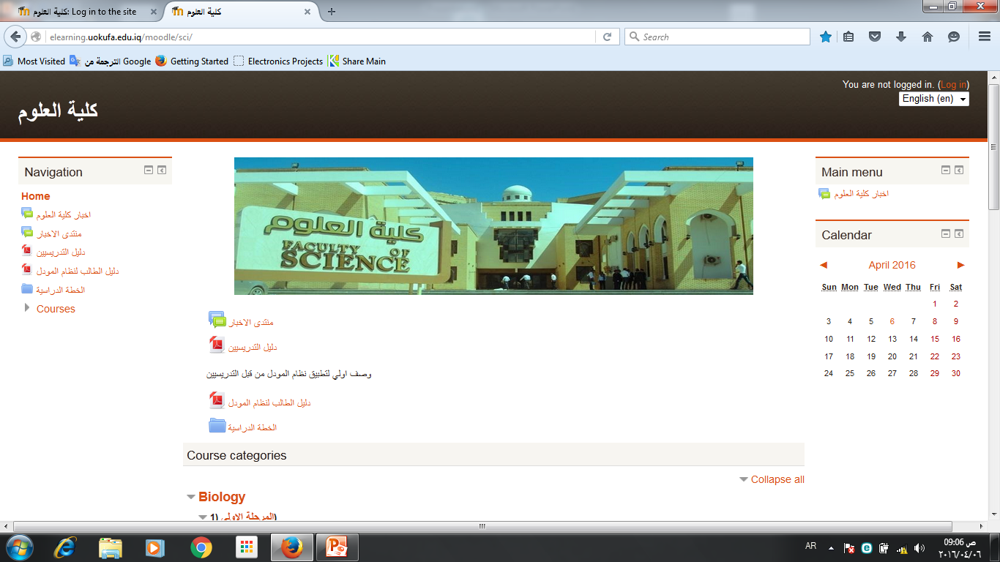 كلية العلوم: Log in to the site
كلية العلوم
elearning.uokufa.edu.iq/moodle/sci/
Search
Most Visited
الترجمة من Google
Getting Started
Electronics Projects
Share Main
You are not logged in. (Log in)
English (en)
كلية العلوم
Navigation
Home
اخبار كلية العلوم
منتدى الاخبار
دليل التدريسيين
دليل الطالب لنظام المودل
الخطة الدراسية
Courses
كلية العلوم
FACULTY OF
SCIENCE
منتدى الاخبار
دليل التدريسيين
وصف اولي لتطبيق نظام المودل من قبل التدريسيين
دليل الطالب لنظام المودل
الخطة الدراسية
Course categories
Collapse all
Biology
المرحلة الاولى (1)
Main menu
اخبار كلية العلوم
Calendar
April 2016
Sun Mon Tue Wed Thu Fri Sat
1 2
3 4 5 6 7 8 9
10 11 12 13 14 15 16
17 18 19 20 21 22 23
24 25 26 27 28 29 30
AR
09:06 ص
٢٠١٦/٠٤/٠٦